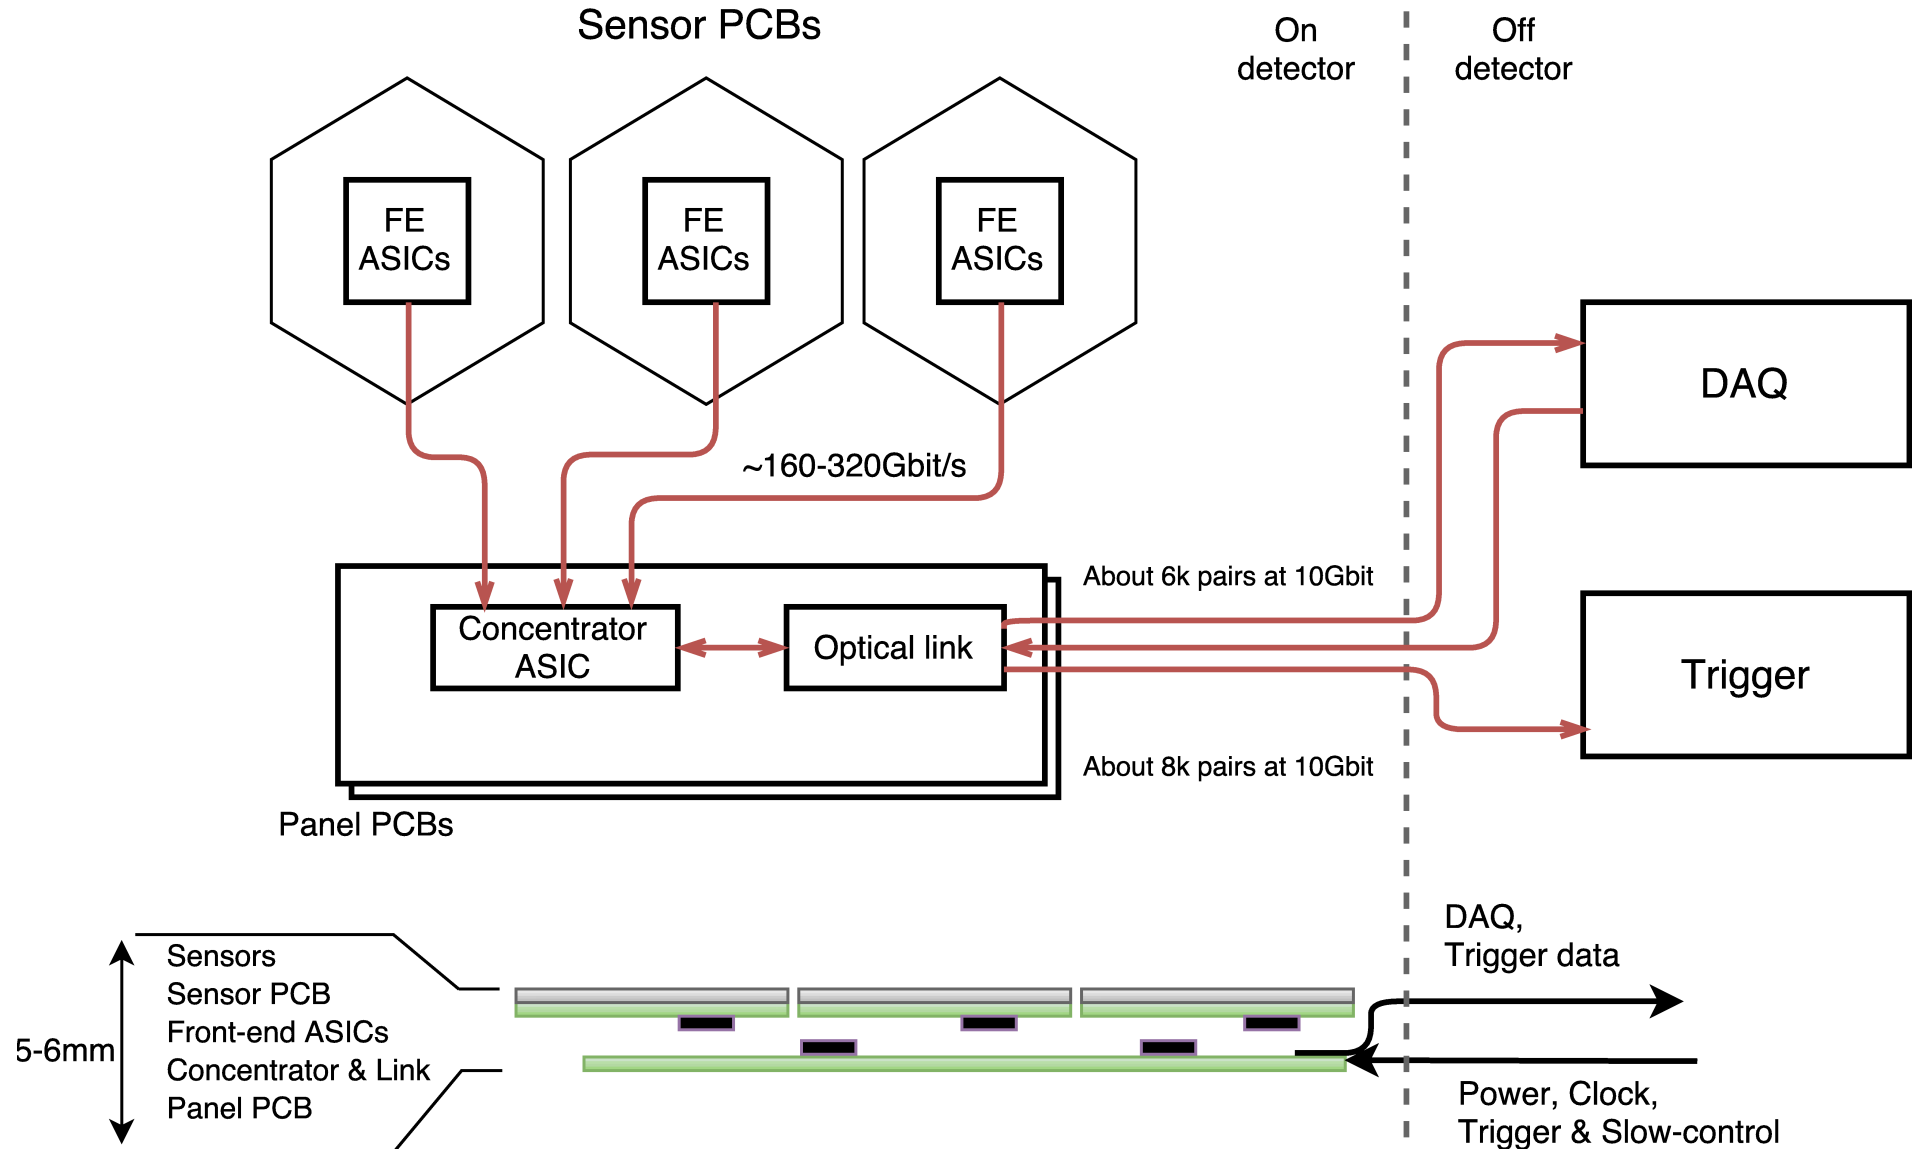 Sensor PCBs
On
detector
Off
detector
FE
ASICs
FE
ASICs
FE
ASICs
~160-320Gbit/s
DAQ
About 6k pairs at 10Gbit
Concentrator
ASIC
Optical link
Trigger
About 8k pairs at 10Gbit
Panel PCBs
DAQ,
Trigger data
Sensors
Sensor PCB
Front-end ASICs
Concentrator & Link
Panel PCB
5-6mm
Power, Clock,
Trigger & Slow-control